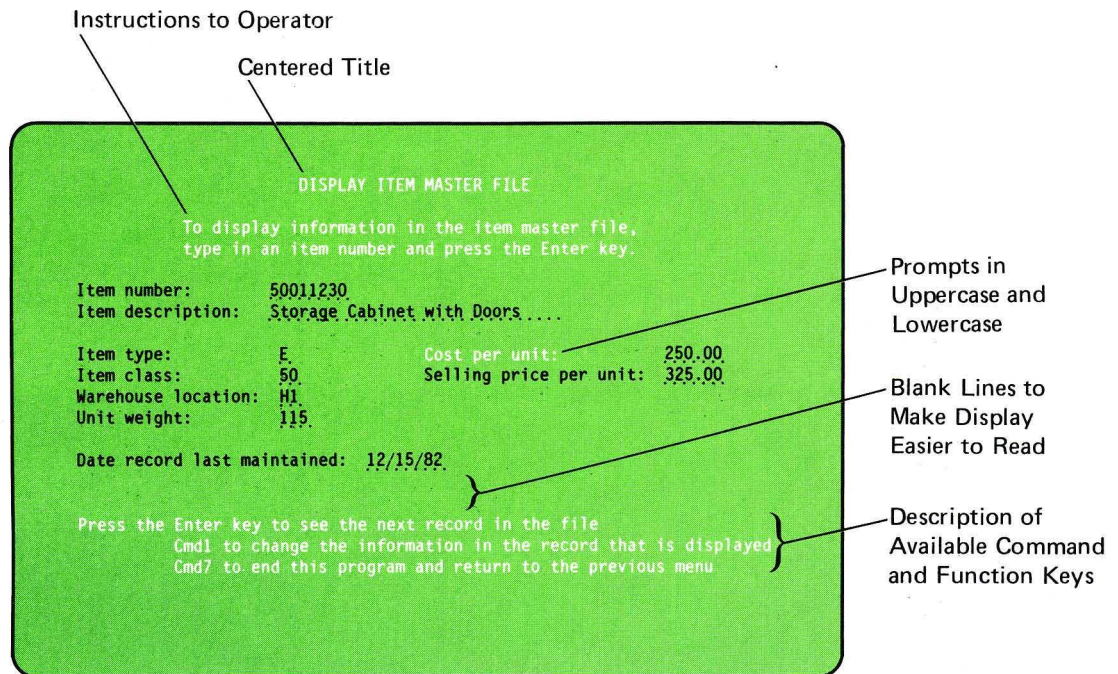 Instructions to Operator
Centered Title
DISPLAY ITEM MASTER FILE
To display information in the item master file,
type in an item number and press the Enter key.
Item number: 50011230
Item description: Storage Cabinet with Doors....
Item type: E Cost per unit: 250.00
Item class: 50 Selling price per unit: 325.00
Warehouse location: H1
Unit weight: 115
Date record last maintained: 12/15/82
Press the Enter key to see the next record in the file
Cmd1 to change the information in the record that is displayed
Cmd7 to end this program and return to the previous menu
Prompts in
Uppercase and
Lowercase
Blank Lines to
Make Display
Easier to Read
Description of
Available Command
and Function Keys